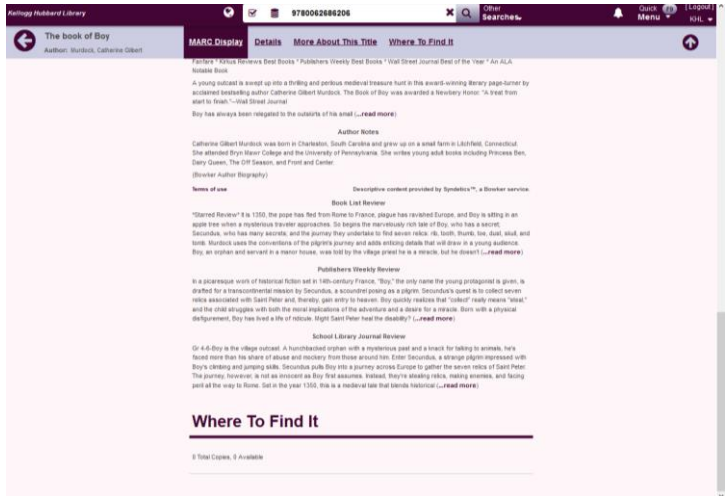 Kellogg Hubbard Library
9780062686206
Other
Searches
Quick
Menu
[Logout]
KHL
The book of Boy
Author: Murdock, Catherine Gilbert
MARC Display Details More About This Title Where To Find It
Fanfare * Kirkus Reviews Best Books * Publishers Weekly Best Books * Wall Street Journal Best of the Year * An ALA
Notable Book
A young outcast is swept up into a thrilling and perilous medieval treasure hunt in this award-winning literary page-turner by
acclaimed bestselling author Catherine Gilbert Murdock. The Book of Boy was awarded a Newbery Honor. "A treat from
start to finish."--Wall Street Journal
Boy has always been relegated to the outskirts of his small (...read more)
Author Notes
Catherine Gilbert Murdock was born in Charleston, South Carolina and grew up on a small farm in Litchfield, Connecticut.
She attended Bryn Mawr College and the University of Pennsylvania. She writes young adult books including Princess Ben,
Dairy Queen, The Off Season, and Front and Center.
(Bowker Author Biography)
Terms of use Descriptive content provided by Syndetics™, a Bowker service.
Book List Review
*Starred Review* It is 1350, the pope has fled from Rome to France, plague has ravished Europe, and Boy is sitting in an
apple tree when a mysterious traveler approaches. So begins the marvelously rich tale of Boy, who has a secret,
Secundus, who has many secrets, and the journey they undertake to find seven relics: rib, tooth, thumb, toe, dust, skull, and
tomb. Murdock uses the conventions of the pilgrim's journey and adds enticing details that will draw in a young audience.
Boy, an orphan and servant in a manor house, was told by the village priest he is a miracle, but he doesn't (...read more)
Publishers Weekly Review
In a picaresque work of historical fiction set in 14th-century France, "Boy," the only name the young protagonist is given, is
drafted for a transcontinental mission by Secundus, a scoundrel posing as a pilgrim. Secundus's quest is to collect seven
relics associated with Saint Peter and, thereby, gain entry to heaven. Boy quickly realizes that "collect" really means "steal,"
and the child struggles with both the moral implications of the adventure and a desire for a miracle. Born with a physical
disfigurement, Boy has lived a life of ridicule. Might Saint Peter heal the disability? (...read more)
School Library Journal Review
Gr 4-6-Boy is the village outcast. A hunchbacked orphan with a mysterious past and a knack for talking to animals, he's
faced more than his share of abuse and mockery from those around him. Enter Secundus, a strange pilgrim impressed with
Boy's climbing and jumping skills. Secundus pulls Boy into a journey across Europe to gather the seven relics of Saint Peter.
The journey, however, is not as innocent as Boy first assumes. Instead, they're stealing relics, making enemies, and facing
peril all the way to Rome. Set in the year 1350, this is a medieval tale that blends historical (...read more)
Where To Find It
0 Total Copies, 0 Available